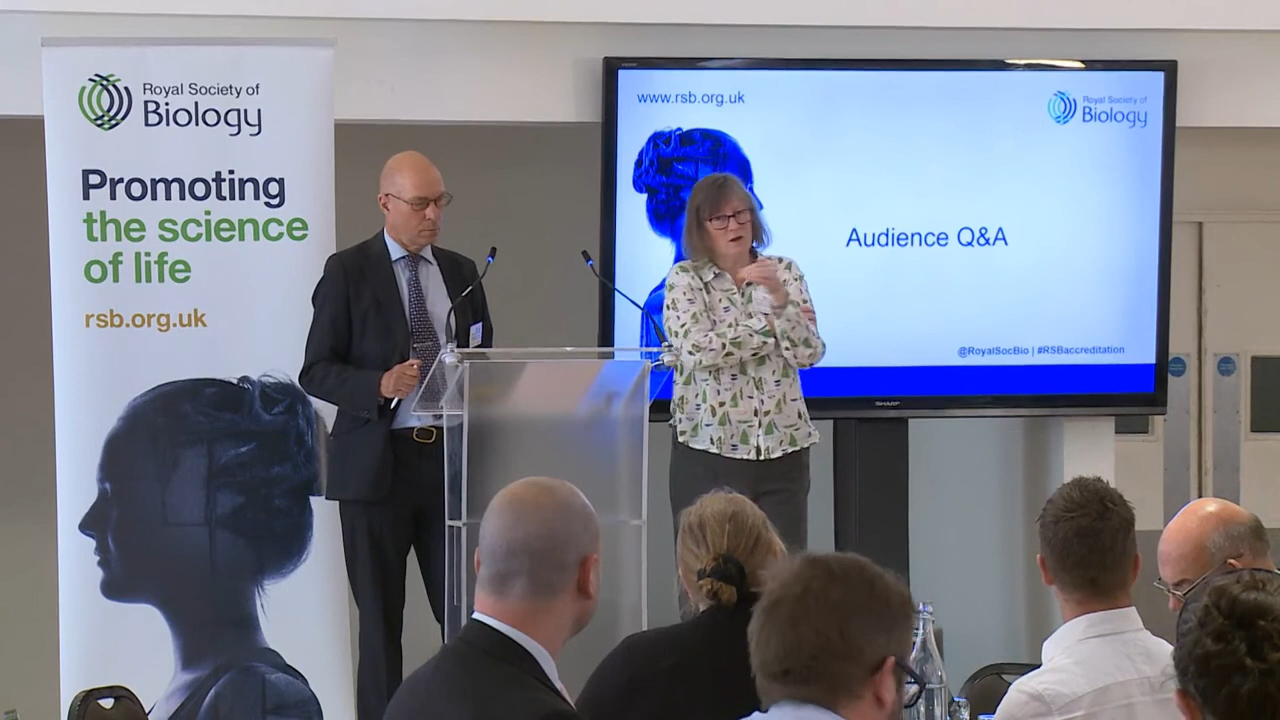 Royal Society of
Biology
Promoting
the science
of life
rsb.org.uk
www.rsb.org.uk
Royal Society of
Biology
Audience Q&A
@RoyalSocBio | #RSBaccreditation
SHARP